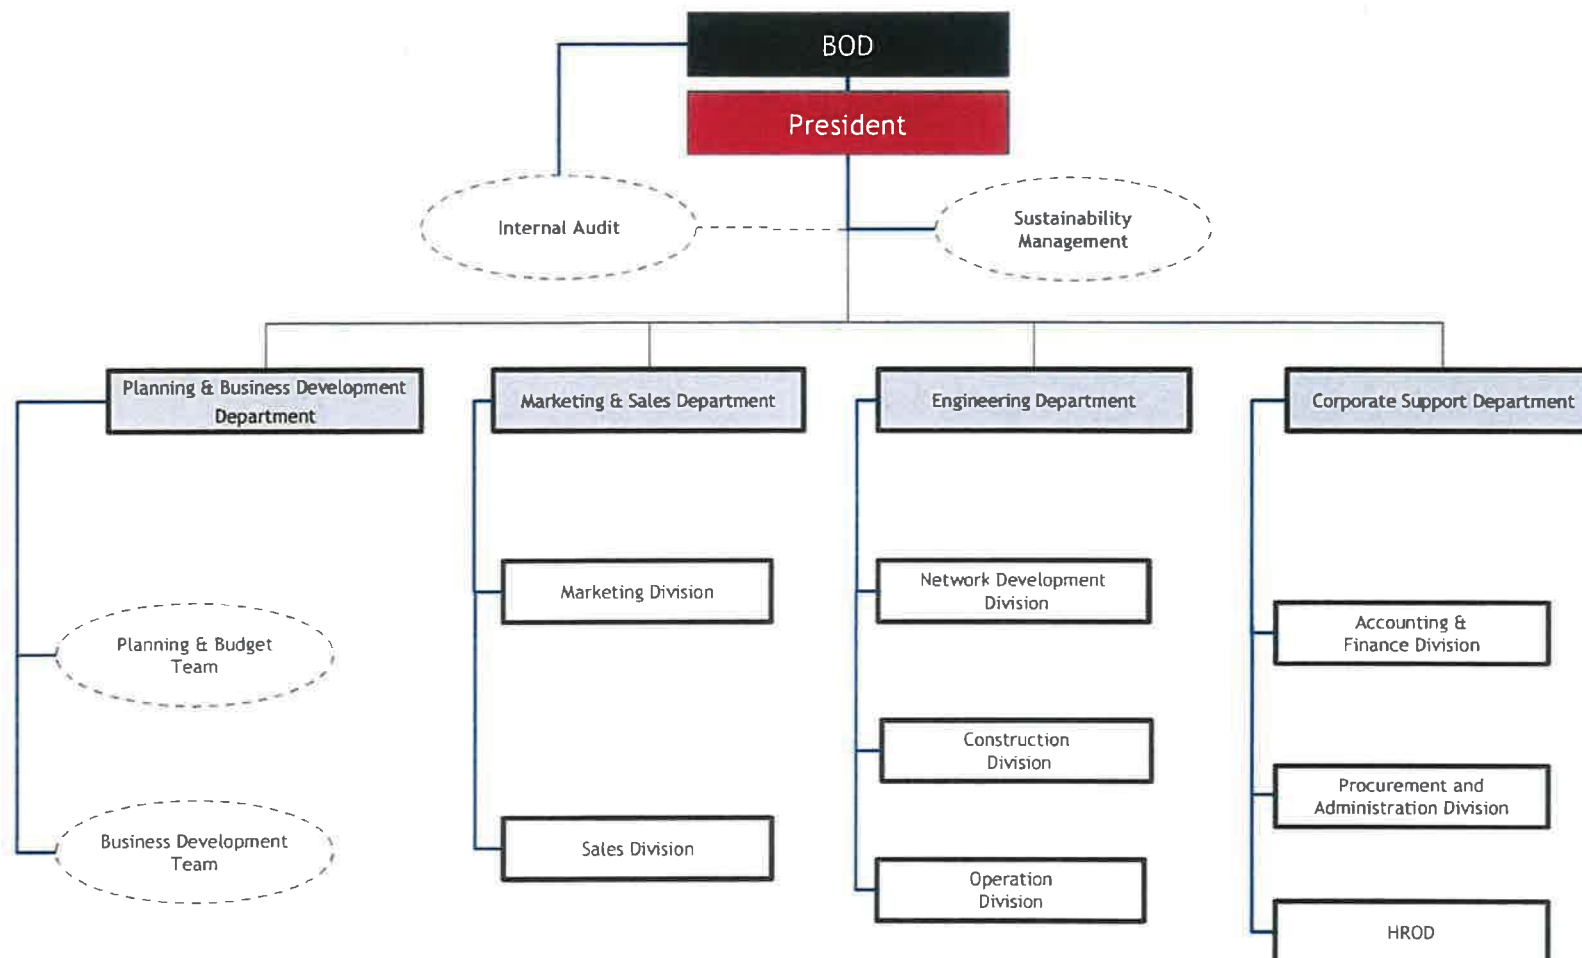 BOD
President
Internal Audit
Sustainability
Management
Planning & Business Development
Department
Marketing & Sales Department
Engineering Department
Corporate Support Department
Marketing Division
Network Development
Division
Accounting &
Finance Division
Planning & Budget
Team
Construction
Division
Procurement and
Administration Division
Business Development
Team
Sales Division
Operation
Division
HROD